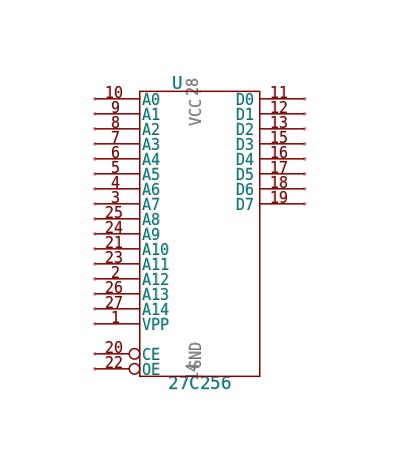 U
28
VCC
10 A0 D0 11
9 A1 D1 12
8 A2 D2 13
7 A3 D3 15
6 A4 D4 16
5 A5 D5 17
4 A6 D6 18
3 A7 D7 19
25 A8
24 A9
21 A10
23 A11
2 A12
26 A13
27 A14
1 VPP
20 CE
22 OE
GND
14
27C256